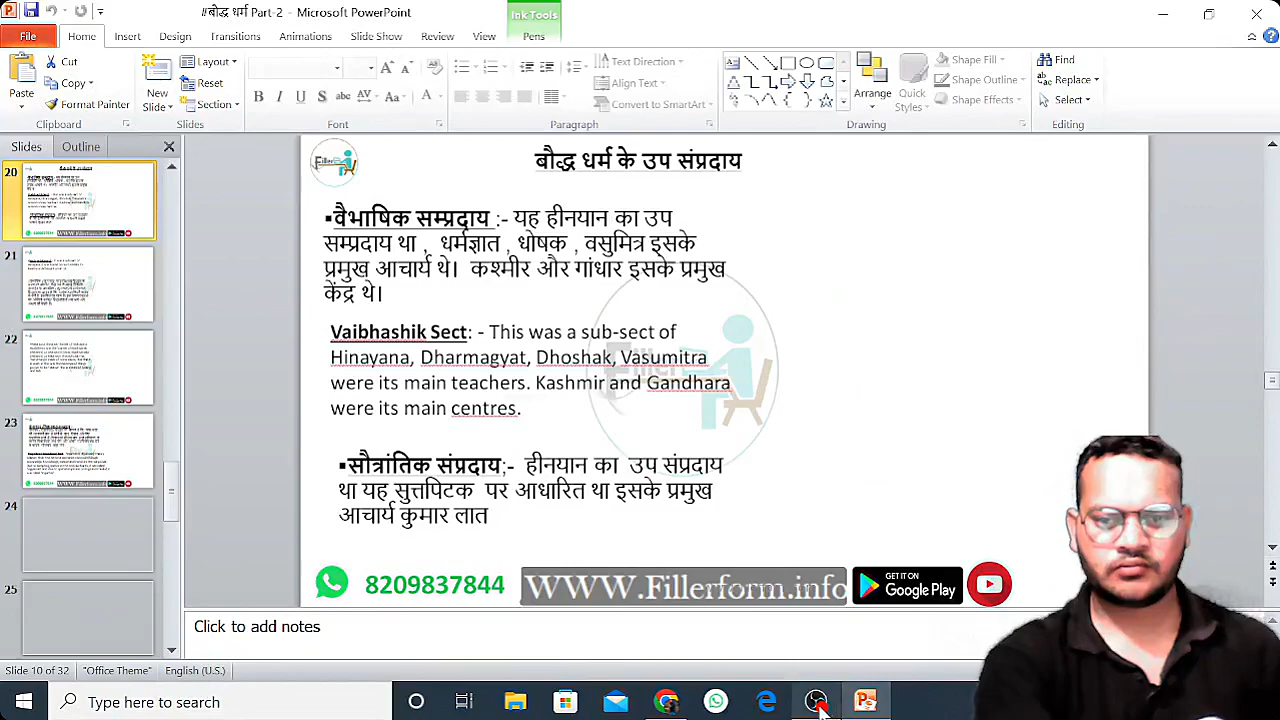 #बौद्ध धर्म Part-2 - Microsoft PowerPoint
Ink Tools
File Home Insert Design Transitions Animations Slide Show Review View Pens
Paste Cut Copy Format Painter
New Slide Layout Reset Section
B I U S abc AV Aa A
Text Direction Align Text Convert to SmartArt
Arrange Quick Styles Shape Fill Shape Outline Shape Effects
Find Replace Select
Clipboard Slides Font Paragraph Drawing Editing
Slides Outline
20
21
22
23
24
25
बौद्ध धर्म के उप संप्रदाय
▪वैभाषिक सम्प्रदाय :- यह हीनयान का उप
सम्प्रदाय था , धर्मज्ञात , धोषक , वसुमित्र इसके
प्रमुख आचार्य थे। कश्मीर और गांधार इसके प्रमुख
केंद्र थे।
Vaibhashik Sect: - This was a sub-sect of
Hinayana, Dharmagyat, Dhoshak, Vasumitra
were its main teachers. Kashmir and Gandhara
were its main centres.
▪सौत्रांतिक संप्रदाय;- हीनयान का उप संप्रदाय
था यह सुत्तपिटक पर आधारित था इसके प्रमुख
आचार्य कुमार लात
8209837844 WWW.Fillerform.info GET IT ON Google Play
Click to add notes
Slide 10 of 32 "Office Theme" English (U.S.)
Type here to search